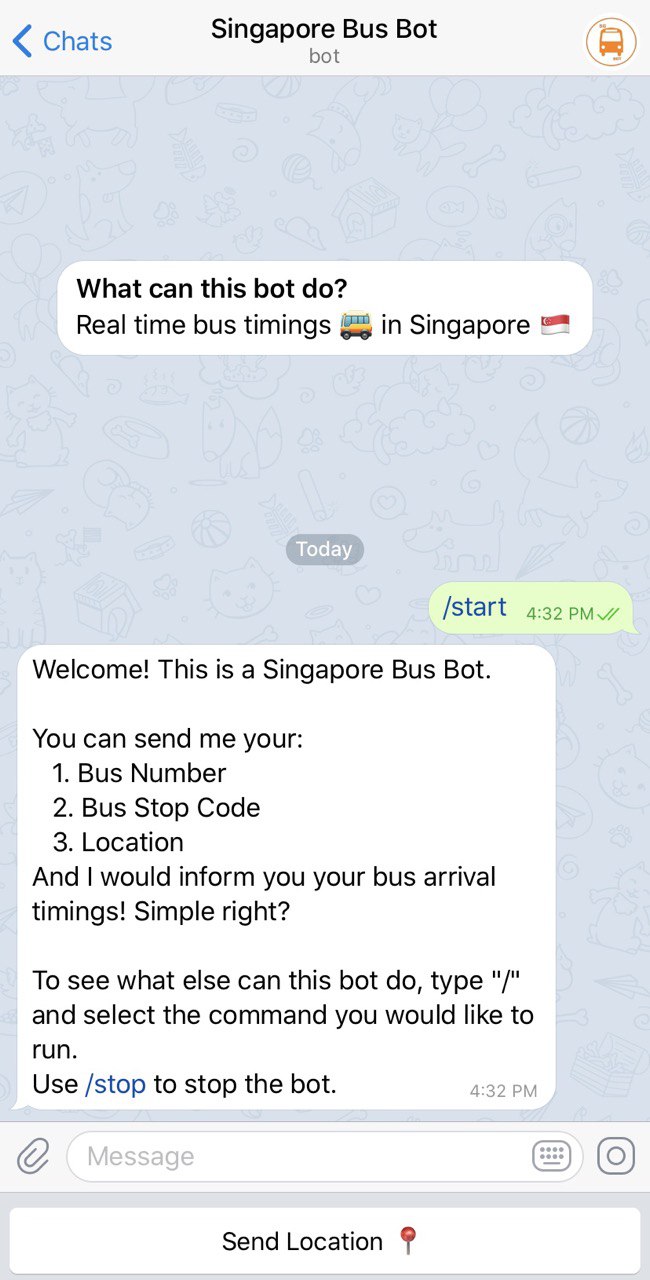 Chats
Singapore Bus Bot
bot
What can this bot do?
Real time bus timings 🚌 in Singapore 🇸🇬
Today
/start 4:32 PM
Welcome! This is a Singapore Bus Bot.
You can send me your:
1. Bus Number
2. Bus Stop Code
3. Location
And I would inform you your bus arrival
timings! Simple right?
To see what else can this bot do, type "/"
and select the command you would like to
run.
Use /stop to stop the bot. 4:32 PM
Message
Send Location 📍